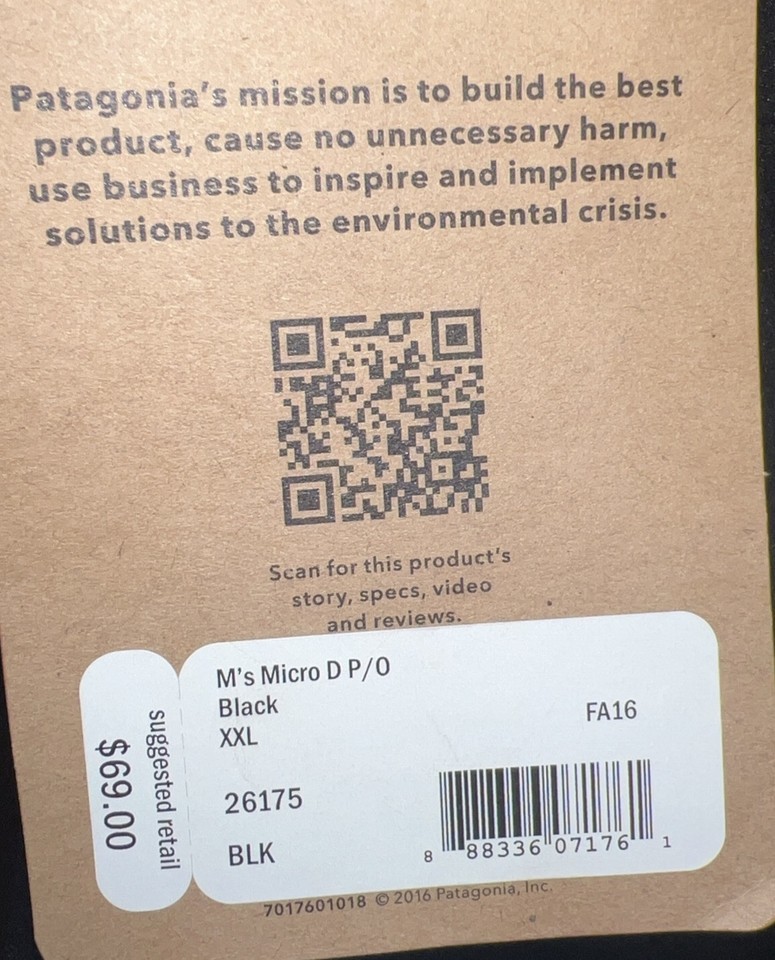 Patagonia's mission is to build the best
product, cause no unnecessary harm,
use business to inspire and implement
solutions to the environmental crisis.
Scan for this product's
story, specs, video
and reviews.
suggested retail
$69.00
M's Micro D P/O
Black
XXL
FA16
26175
BLK
8 88336 07176 1
7017601018 © 2016 Patagonia, Inc.